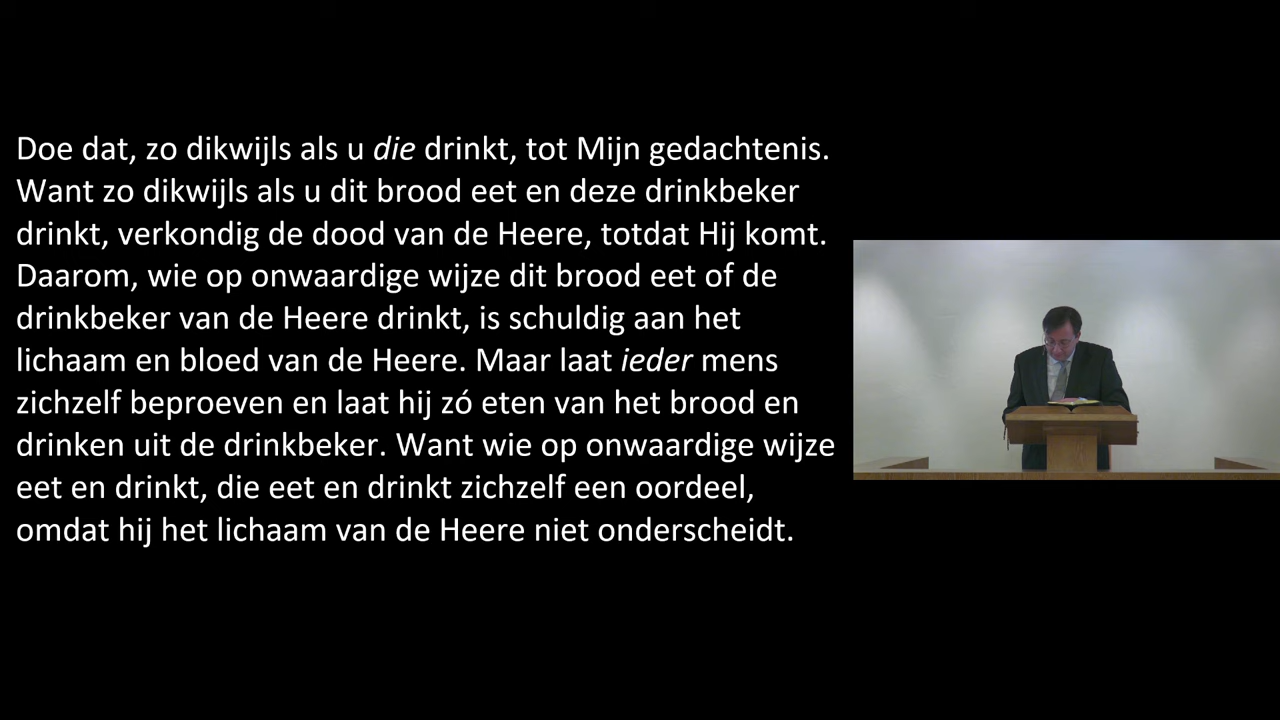 Doe dat, zo dikwijls als u die drinkt, tot Mijn gedachtenis.
Want zo dikwijls als u dit brood eet en deze drinkbeker
drinkt, verkondig de dood van de Heere, totdat Hij komt.
Daarom, wie op onwaardige wijze dit brood eet of de
drinkbeker van de Heere drinkt, is schuldig aan het
lichaam en bloed van de Heere. Maar laat ieder mens
zichzelf beproeven en laat hij zó eten van het brood en
drinken uit de drinkbeker. Want wie op onwaardige wijze
eet en drinkt, die eet en drinkt zichzelf een oordeel,
omdat hij het lichaam van de Heere niet onderscheidt.